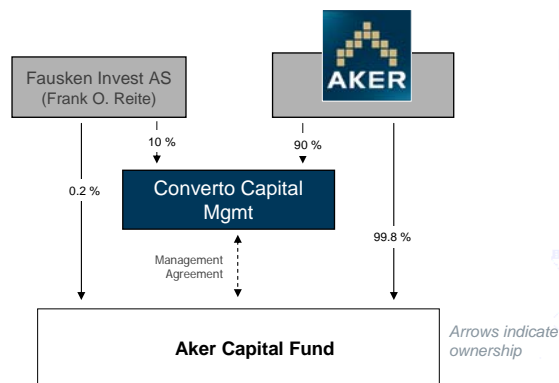 AKER
Fausken Invest AS
(Frank O. Reite)
10 %
90 %
0.2 %
Converto Capital
Mgmt
99.8 %
Management
Agreement
Aker Capital Fund
Arrows indicate
ownership